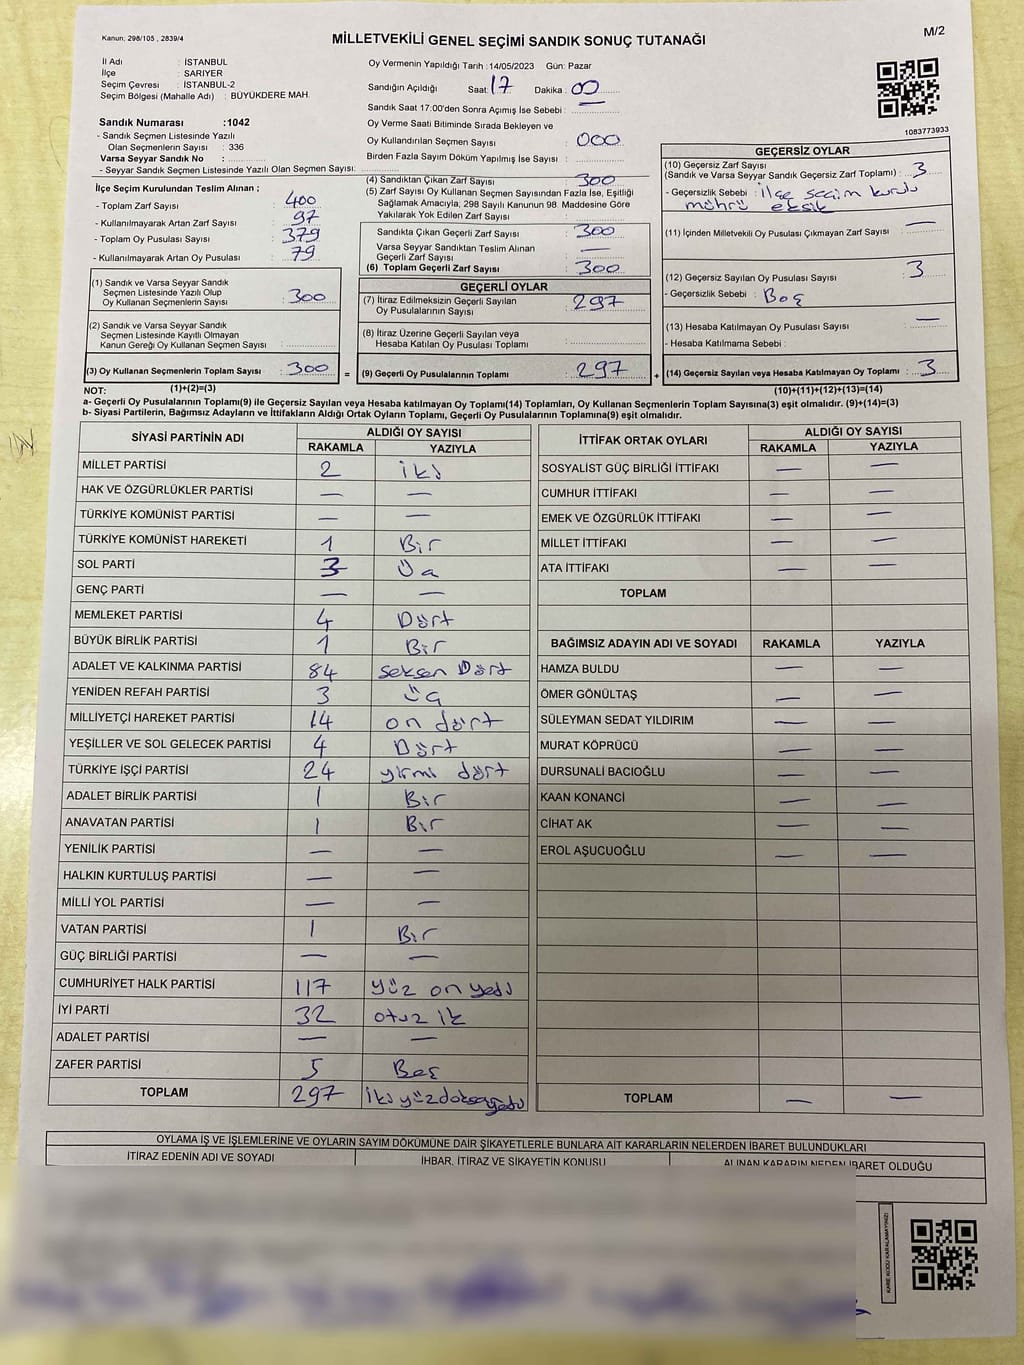 Kanun: 298/105 , 2839/4
MİLLETVEKİLİ GENEL SEÇİMİ SANDIK SONUÇ TUTANAĞI
M/2
İl Adı : İSTANBUL
İlçe : SARIYER
Seçim Çevresi : İSTANBUL-2
Seçim Bölgesi (Mahalle Adı) : BÜYÜKDERE MAH.
Oy Vermenin Yapıldığı Tarih : 14/05/2023 Gün: Pazar
Sandığın Açıldığı Saat: 17 Dakika : 00
Sandık Saat 17:00'den Sonra Açımış İse Sebebi : —
Oy Verme Saati Bitiminde Sırada Bekleyen ve
Oy Kullandırılan Seçmen Sayısı : 000
Birden Fazla Sayım Döküm Yapılmış İse Sayısı :
1083773933
Sandık Numarası :1042
- Sandık Seçmen Listesinde Yazılı
Olan Seçmenlerin Sayısı : 336
Varsa Seyyar Sandık No :
- Seyyar Sandık Seçmen Listesinde Yazılı Olan Seçmen Sayısı:
İlçe Seçim Kurulundan Teslim Alınan ;
- Toplam Zarf Sayısı : 400
- Kullanılmayarak Artan Zarf Sayısı : 97
- Toplam Oy Pusulası Sayısı : 379
- Kullanılmayarak Artan Oy Pusulası : 79
(4) Sandıktan Çıkan Zarf Sayısı : 300
(5) Zarf Sayısı Oy Kullanan Seçmen Sayısından Fazla İse, Eşitliği
Sağlamak Amacıyla, 298 Sayılı Kanunun 98. Maddesine Göre
Yakılarak Yok Edilen Zarf Sayısı :
Sandıkta Çıkan Geçerli Zarf Sayısı : 300
Varsa Seyyar Sandıktan Teslim Alınan
Geçerli Zarf Sayısı : —
(6) Toplam Geçerli Zarf Sayısı : 300
GEÇERSİZ OYLAR
(10) Geçersiz Zarf Sayısı
(Sandık ve Varsa Seyyar Sandık Geçersiz Zarf Toplamı) : 3
- Geçersizlik Sebebi : ilçe seçim kurulu
mührü eksik
(11) İçinden Milletvekili Oy Pusulası Çıkmayan Zarf Sayısı : —
(12) Geçersiz Sayılan Oy Pusulası Sayısı : 3
- Geçersizlik Sebebi : Boş
(13) Hesaba Katılmayan Oy Pusulası Sayısı : —
- Hesaba Katılmama Sebebi :
(14) Geçersiz Sayılan veya Hesaba Katılmayan Oy Toplamı : 3
(1) Sandık ve Varsa Seyyar Sandık
Seçmen Listesinde Yazılı Olup
Oy Kullanan Seçmenlerin Sayısı : 300
(2) Sandık ve Varsa Seyyar Sandık
Seçmen Listesinde Kayıtlı Olmayan
Kanun Gereği Oy Kullanan Seçmen Sayısı :
(3) Oy Kullanan Seçmenlerin Toplam Sayısı : 300 =
GEÇERLİ OYLAR
(7) İtiraz Edilmeksizin Geçerli Sayılan
Oy Pusulalarının Sayısı : 297
(8) İtiraz Üzerine Geçerli Sayılan veya
Hesaba Katılan Oy Pusulası Toplamı :
(9) Geçerli Oy Pusulalarının Toplamı : 297 +
NOT: (1)+(2)=(3) (10)+(11)+(12)+(13)=(14)
a- Geçerli Oy Pusulalarının Toplamı(9) ile Geçersiz Sayılan veya Hesaba katılmayan Oy Toplamı(14) Toplamları, Oy Kullanan Seçmenlerin Toplam Sayısına(3) eşit olmalıdır. (9)+(14)=(3)
b- Siyasi Partilerin, Bağımsız Adayların ve İttifakların Aldığı Ortak Oyların Toplamı, Geçerli Oy Pusulalarının Toplamına(9) eşit olmalıdır.
SİYASİ PARTİNİN ADI ALDIĞI OY SAYISI
RAKAMLA YAZIYLA
MİLLET PARTİSİ 2 iki
HAK VE ÖZGÜRLÜKLER PARTİSİ — —
TÜRKİYE KOMÜNİST PARTİSİ — —
TÜRKİYE KOMÜNİST HAREKETİ 1 Bir
SOL PARTİ 3 Üç
GENÇ PARTİ — —
MEMLEKET PARTİSİ 4 Dört
BÜYÜK BİRLİK PARTİSİ 1 Bir
ADALET VE KALKINMA PARTİSİ 84 seksen Dört
YENİDEN REFAH PARTİSİ 3 üç
MİLLİYETÇİ HAREKET PARTİSİ 14 on dört
YEŞİLLER VE SOL GELECEK PARTİSİ 4 Dört
TÜRKİYE İŞÇİ PARTİSİ 24 yirmi dört
ADALET BİRLİK PARTİSİ 1 Bir
ANAVATAN PARTİSİ 1 Bir
YENİLİK PARTİSİ — —
HALKIN KURTULUŞ PARTİSİ — —
MİLLİ YOL PARTİSİ — —
VATAN PARTİSİ 1 Bir
GÜÇ BİRLİĞİ PARTİSİ — —
CUMHURİYET HALK PARTİSİ 117 yüz on yedi
İYİ PARTİ 32 otuz ik
ADALET PARTİSİ — —
ZAFER PARTİSİ 5 Beş
TOPLAM 297 iki yüz doksan yedi
İTTİFAK ORTAK OYLARI ALDIĞI OY SAYISI
RAKAMLA YAZIYLA
SOSYALİST GÜÇ BİRLİĞİ İTTİFAKI — —
CUMHUR İTTİFAKI — —
EMEK VE ÖZGÜRLÜK İTTİFAKI — —
MİLLET İTTİFAKI — —
ATA İTTİFAKI — —
TOPLAM
BAĞIMSIZ ADAYIN ADI VE SOYADI RAKAMLA YAZIYLA
HAMZA BULDU — —
ÖMER GÖNÜLTAŞ — —
SÜLEYMAN SEDAT YILDIRIM — —
MURAT KÖPRÜCÜ — —
DURSUNALİ BACIOĞLU — —
KAAN KONANCİ — —
CİHAT AK — —
EROL AŞUCUOĞLU — —
TOPLAM — —
OYLAMA İŞ VE İŞLEMLERİNE VE OYLARIN SAYIM DÖKÜMÜNE DAİR ŞİKAYETLERLE BUNLARA AİT KARARLARIN NELERDEN İBARET BULUNDUKLARI
İTİRAZ EDENİN ADI VE SOYADI İHBAR, İTİRAZ VE ŞİKAYETİN KONUSU ALINAN KARARIN NEDEN İBARET OLDUĞU
KARE KODU KARALAMAYINIZ!